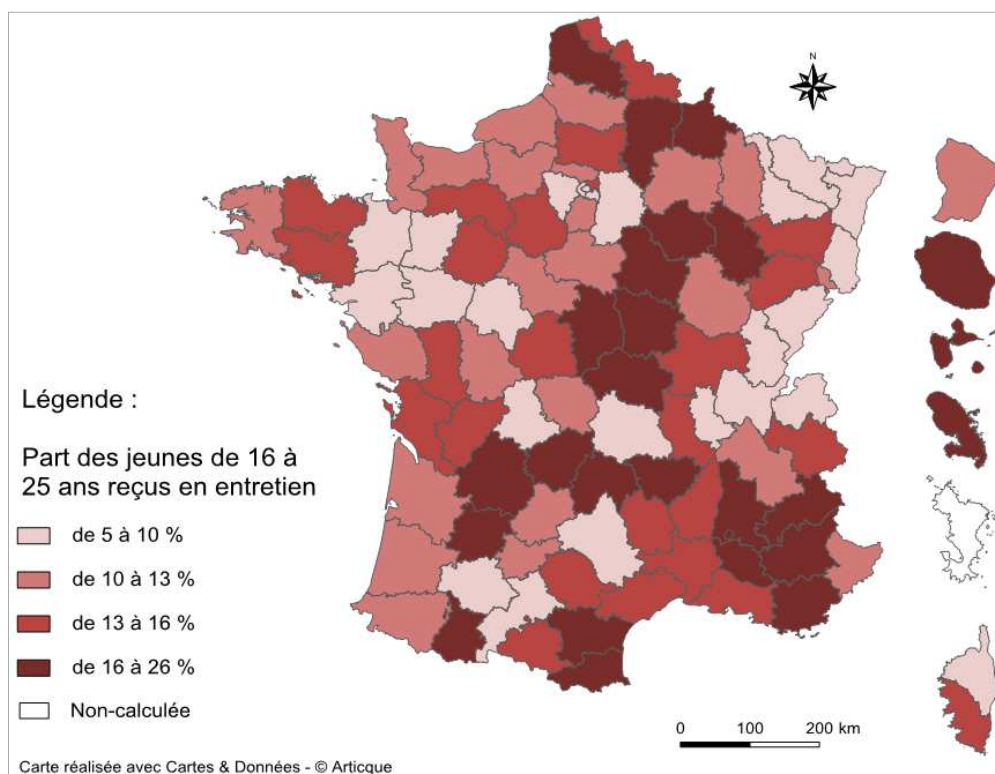 N
Légende :
Part des jeunes de 16 à
25 ans reçus en entretien
de 5 à 10 %
de 10 à 13 %
de 13 à 16 %
de 16 à 26 %
Non-calculée
0 100 200 km
Carte réalisée avec Cartes & Données - © Articque